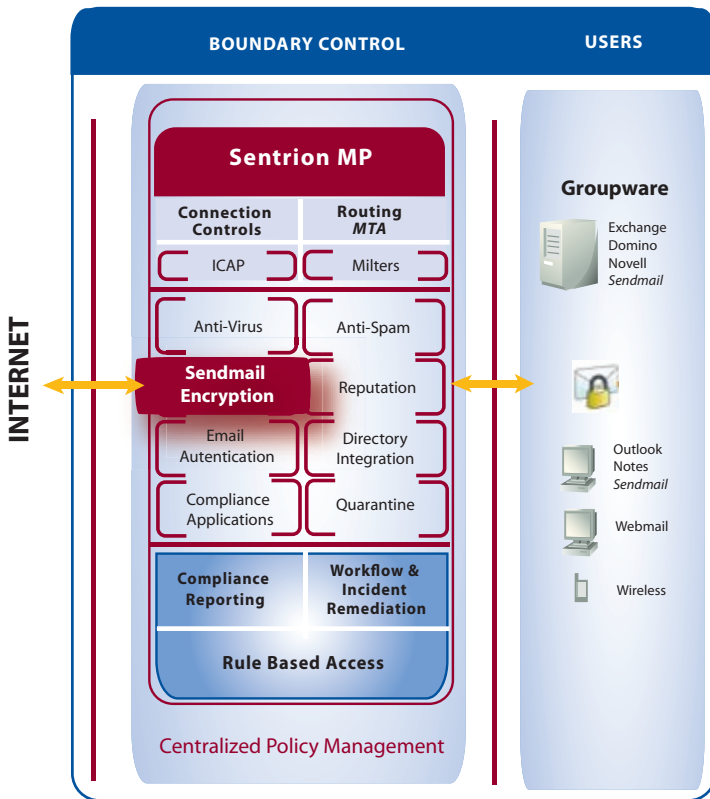 BOUNDARY CONTROL
USERS
INTERNET
Sentrion MP
Connection
Controls
Routing
MTA
ICAP
Milters
Anti-Virus
Anti-Spam
Sendmail
Encryption
Reputation
Email
Autentication
Directory
Integration
Compliance
Applications
Quarantine
Compliance
Reporting
Workflow &
Incident
Remediation
Rule Based Access
Centralized Policy Management
Groupware
Exchange
Domino
Novell
Sendmail
Outlook
Notes
Sendmail
Webmail
Wireless